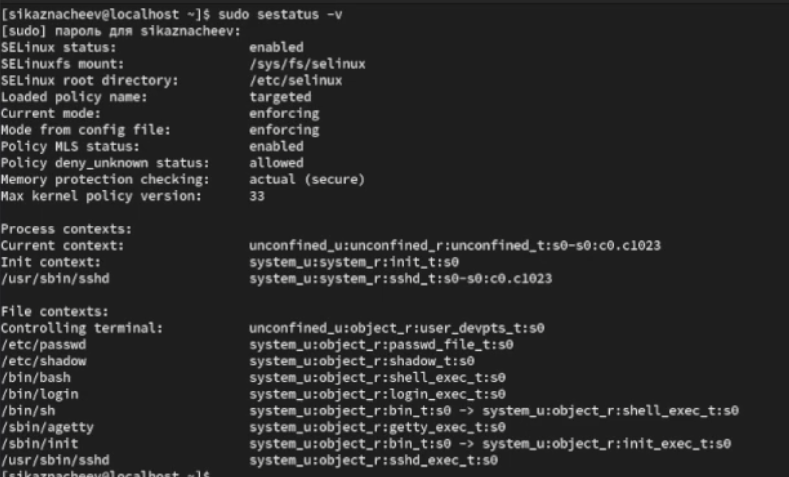 [sikaznacheev@localhost ~]$ sudo sestatus -v
[sudo] пароль для sikaznacheev:
SELinux status:                 enabled
SELinuxfs mount:                /sys/fs/selinux
SELinux root directory:         /etc/selinux
Loaded policy name:             targeted
Current mode:                   enforcing
Mode from config file:          enforcing
Policy MLS status:              enabled
Policy deny_unknown status:     allowed
Memory protection checking:     actual (secure)
Max kernel policy version:      33

Process contexts:
Current context:                unconfined_u:unconfined_r:unconfined_t:s0-s0:c0.c1023
Init context:                   system_u:system_r:init_t:s0
/usr/sbin/sshd                  system_u:system_r:sshd_t:s0-s0:c0.c1023

File contexts:
Controlling terminal:           unconfined_u:object_r:user_devpts_t:s0
/etc/passwd                     system_u:object_r:passwd_file_t:s0
/etc/shadow                     system_u:object_r:shadow_t:s0
/bin/bash                       system_u:object_r:shell_exec_t:s0
/bin/login                      system_u:object_r:login_exec_t:s0
/bin/sh                         system_u:object_r:bin_t:s0 -> system_u:object_r:shell_exec_t:s0
/sbin/agetty                    system_u:object_r:getty_exec_t:s0
/sbin/init                      system_u:object_r:bin_t:s0 -> system_u:object_r:init_exec_t:s0
/usr/sbin/sshd                  system_u:object_r:sshd_exec_t:s0
[sikaznacheev@localhost ~]$